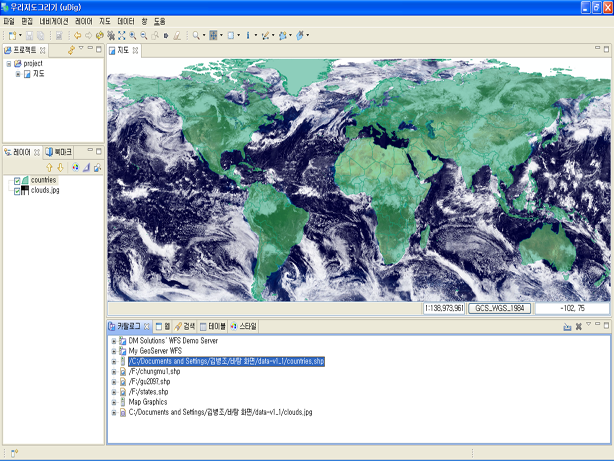 우리지도그리기 (uDig)
파일 편집 네비게이션 레이어 지도 데이터 창 도움
프로젝트
project
지도
레이어 북마크
countries
clouds.jpg
지도
1:138,973,961 GCS_WGS_1984 -102, 75
카탈로그 웹 검색 테이블 스타일
DM Solutions` WFS Demo Server
My GeoServer WFS
/C:/Documents and Settings/김병조/바탕 화면/data-v1_1/countries.shp
/F:/chungmu1.shp
/F:/gu2097.shp
/F:/states.shp
Map Graphics
C:/Documents and Settings/김병조/바탕 화면/data-v1_1/clouds.jpg